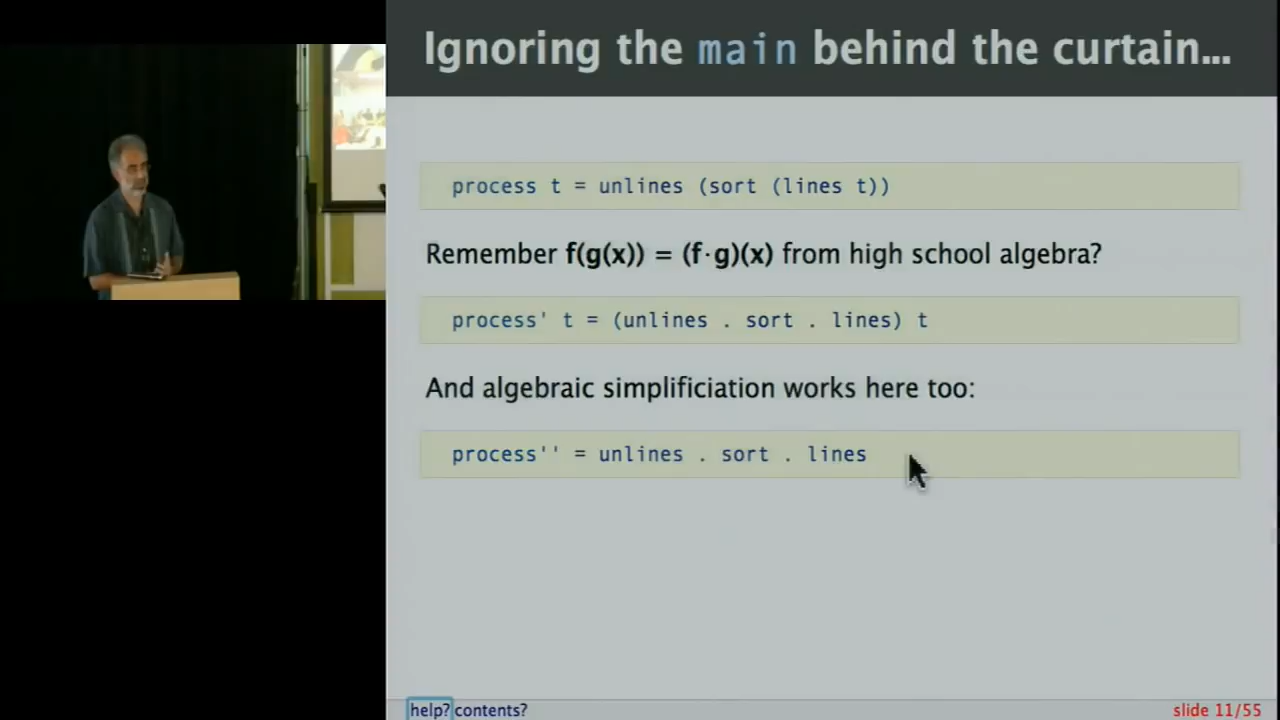 Ignoring the main behind the curtain...
process t = unlines (sort (lines t))
Remember f(g(x)) = (f·g)(x) from high school algebra?
process' t = (unlines . sort . lines) t
And algebraic simplificiation works here too:
process'' = unlines . sort . lines
help? contents?
slide 11/55